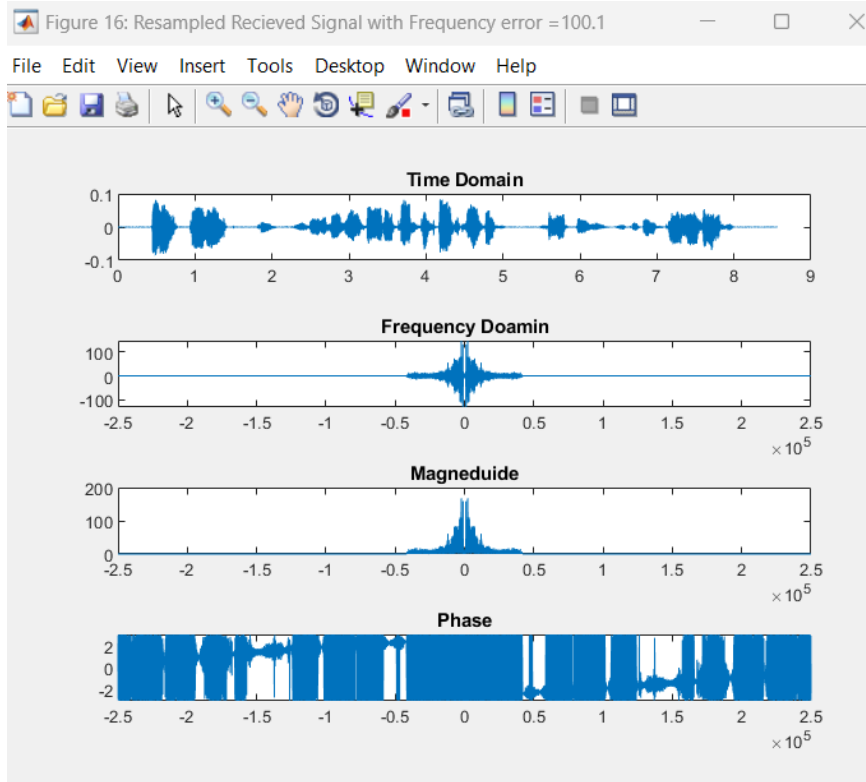 Figure 16: Resampled Recieved Signal with Frequency error =100.1
File Edit View Insert Tools Desktop Window Help
Time Domain
0.1
0
-0.1
0 1 2 3 4 5 6 7 8 9
Frequency Doamin
100
0
-100
-2.5 -2 -1.5 -1 -0.5 0 0.5 1 1.5 2 2.5
×10^5
Magneduide
200
100
0
-2.5 -2 -1.5 -1 -0.5 0 0.5 1 1.5 2 2.5
×10^5
Phase
2
0
-2
-2.5 -2 -1.5 -1 -0.5 0 0.5 1 1.5 2 2.5
×10^5